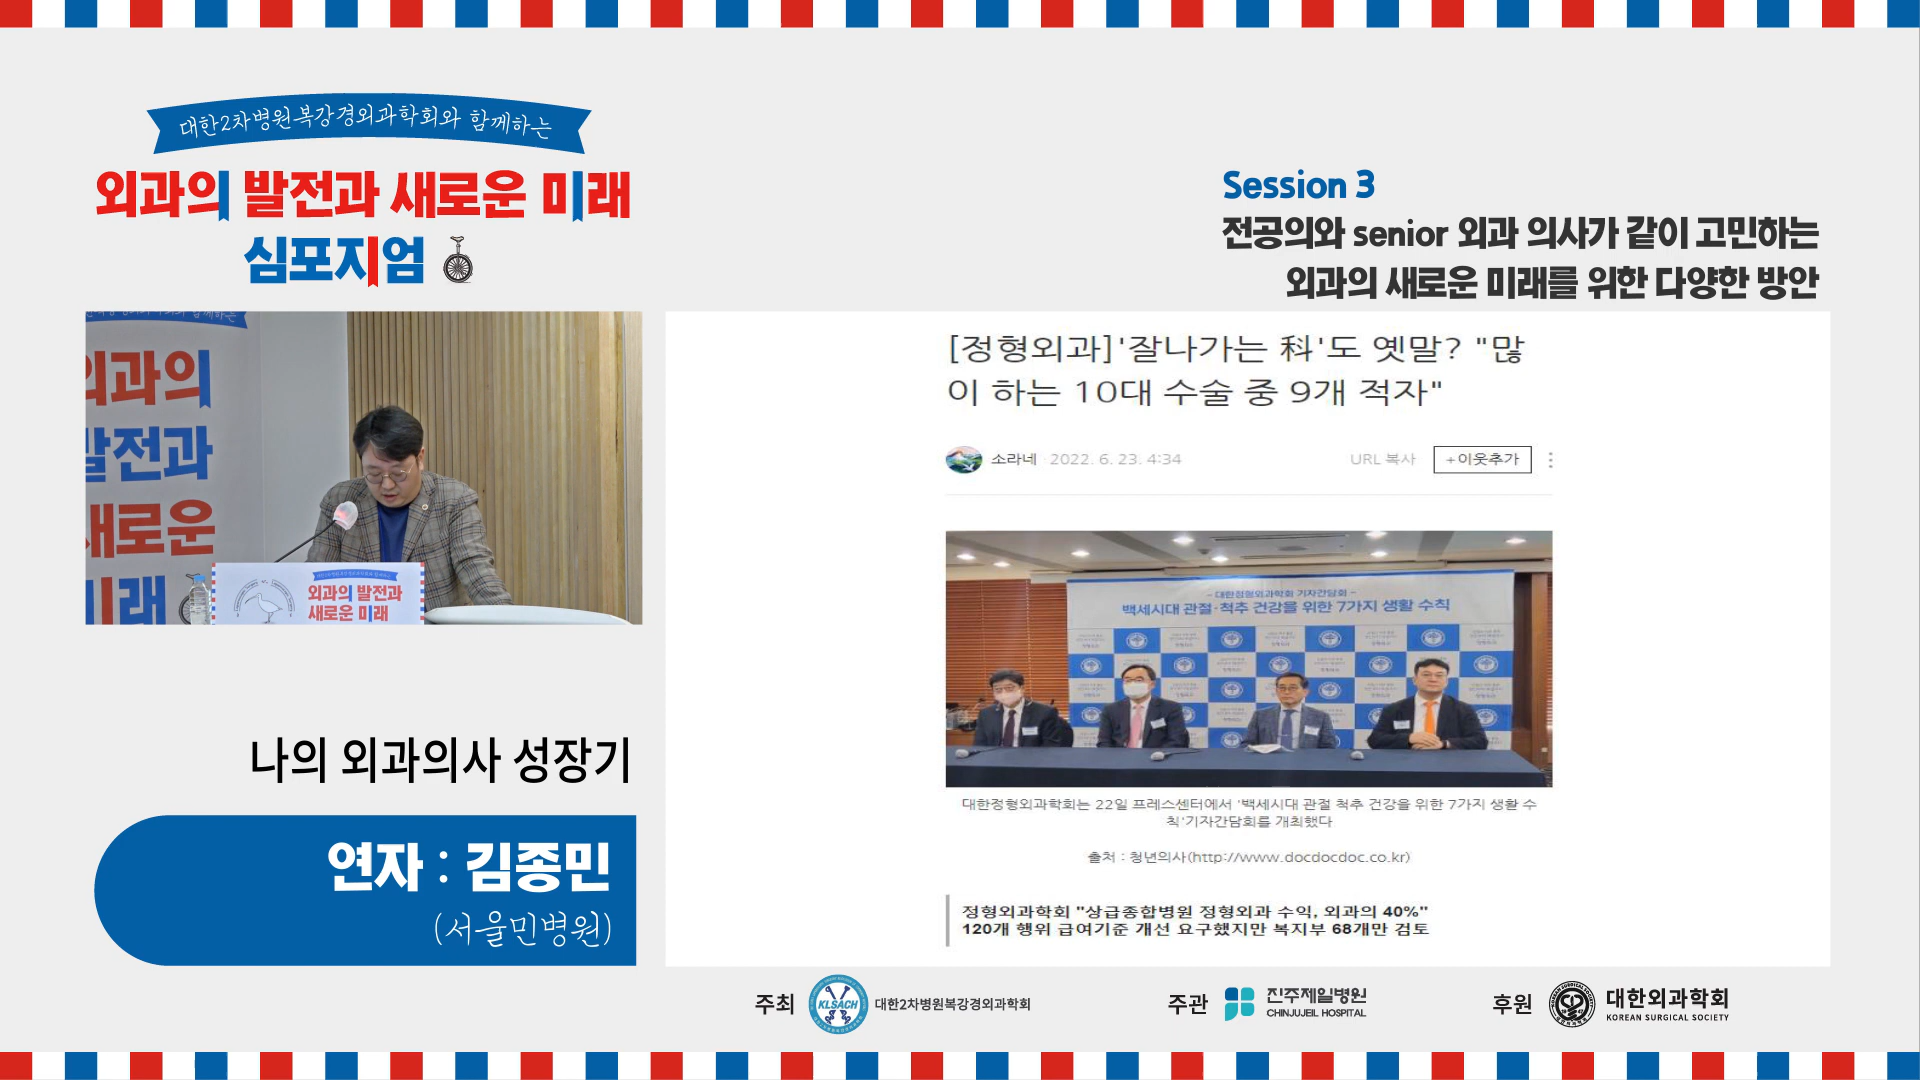 대한2차병원복강경외과학회와 함께하는
외과의 발전과 새로운 미래
심포지엄
Session 3
전공의와 senior 외과 의사가 같이 고민하는
외과의 새로운 미래를 위한 다양한 방안
외과의
발전과
새로운
미래
외과의 발전과
새로운 미래
나의 외과의사 성장기
연자 : 김종민
(서울민병원)
[정형외과]'잘나가는 科'도 옛말? "많
이 하는 10대 수술 중 9개 적자"
소라네 · 2022. 6. 23. 4:34
URL 복사
+이웃추가
- 대한정형외과학회 기자간담회 -
백세시대 관절·척추 건강을 위한 7가지 생활 수칙
대한정형외과학회는 22일 프레스센터에서 '백세시대 관절 척추 건강을 위한 7가지 생활 수
칙'기자간담회를 개최했다
출처 : 청년의사(http://www.docdocdoc.co.kr)
정형외과학회 "상급종합병원 정형외과 수익, 외과의 40%"
120개 행위 급여기준 개선 요구했지만 복지부 68개만 검토
주최
KLSACH
대한2차병원복강경외과학회
주관
진주제일병원
CHINJUJEIL HOSPITAL
후원
대한외과학회
KOREAN SURGICAL SOCIETY